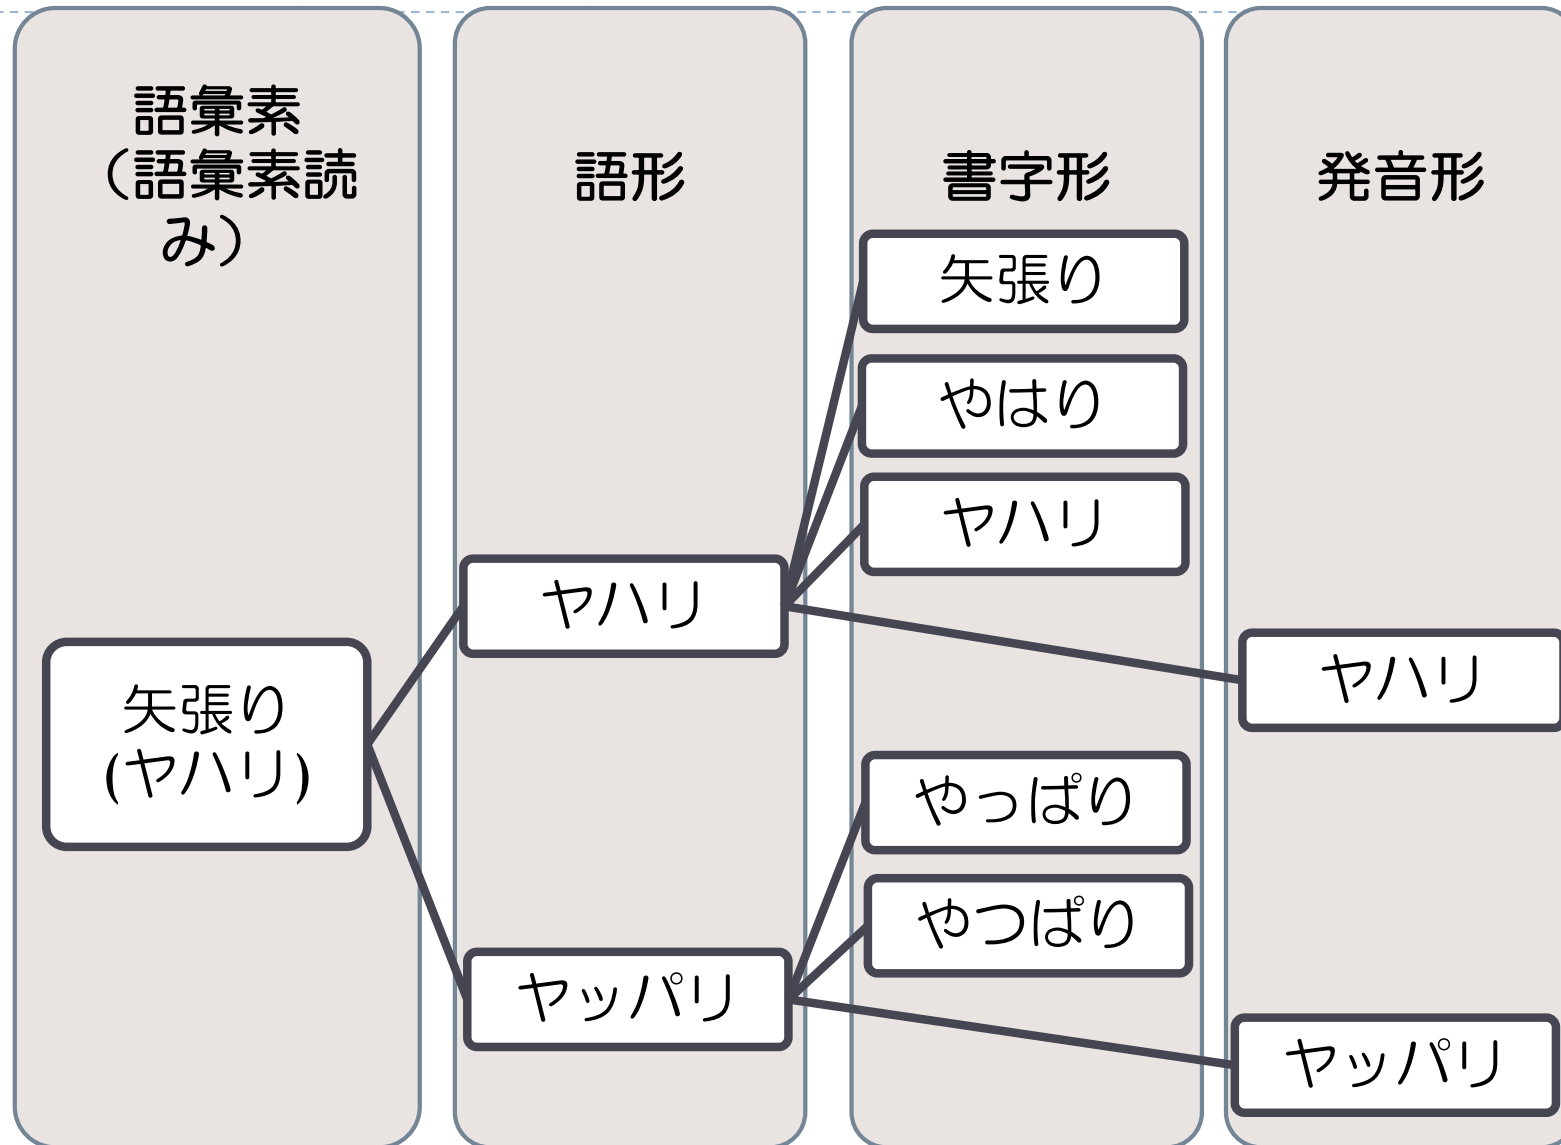 語彙素
（語彙素読
み）
語形
書字形
発音形
矢張り
(ヤハリ)
ヤハリ
ヤッパリ
矢張り
やはり
ヤハリ
やっぱり
やつぱり
ヤハリ
ヤッパリ